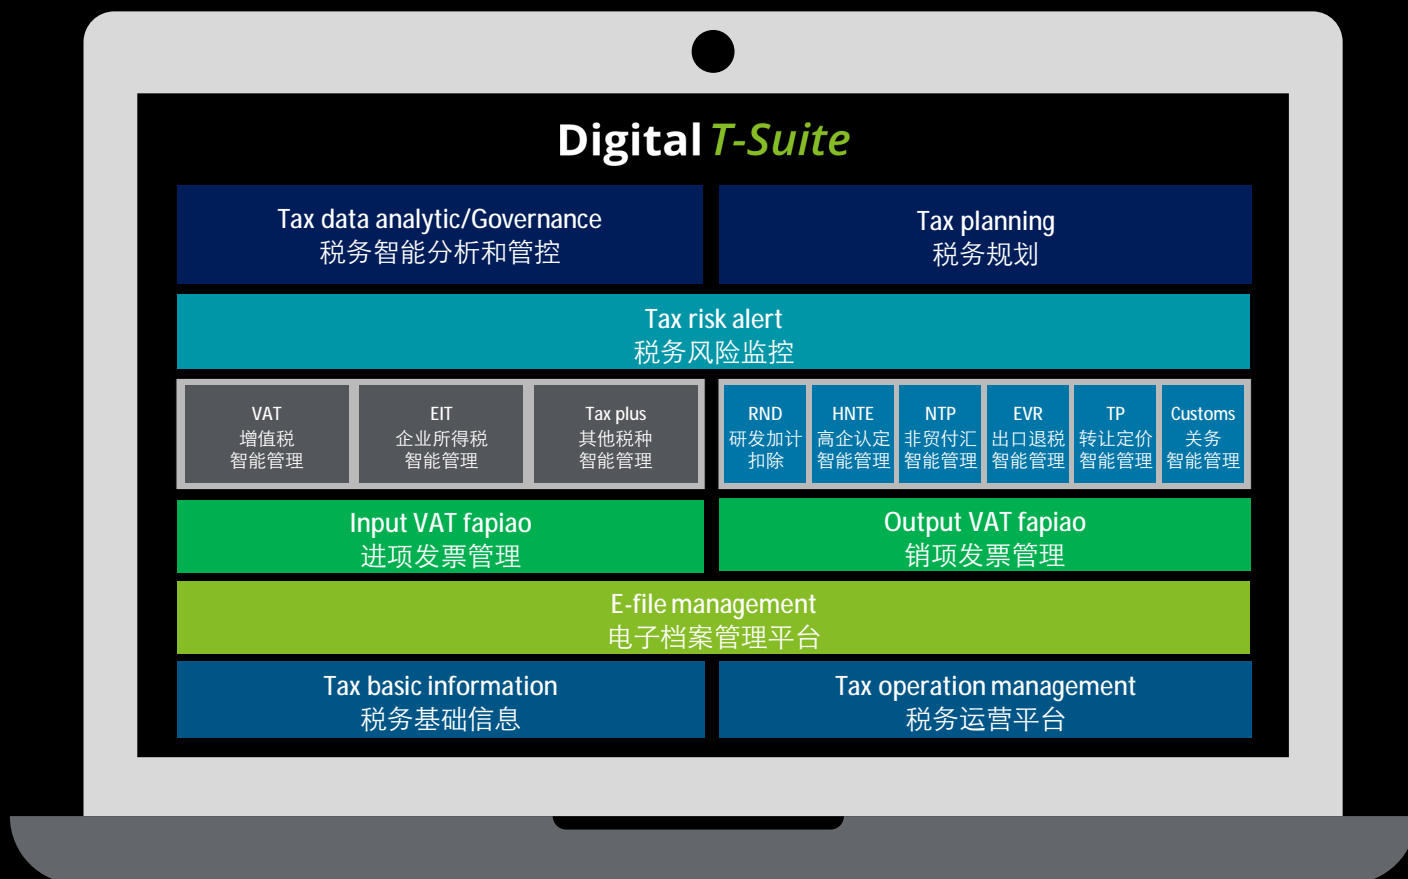 Digital T-Suite
Tax data analytic/Governance
税务智能分析和管控
Tax planning
税务规划
Tax risk alert
税务风险监控
VAT
增值税
智能管理
EIT
企业所得税
智能管理
Tax plus
其他税种
智能管理
RND
研发加计
扣除
HNTE
高企认定
智能管理
NTP
非贸付汇
智能管理
EVR
出口退税
智能管理
TP
转让定价
智能管理
Customs
关务
智能管理
Input VAT fapiao
进项发票管理
Output VAT fapiao
销项发票管理
E-file management
电子档案管理平台
Tax basic information
税务基础信息
Tax operation management
税务运营平台